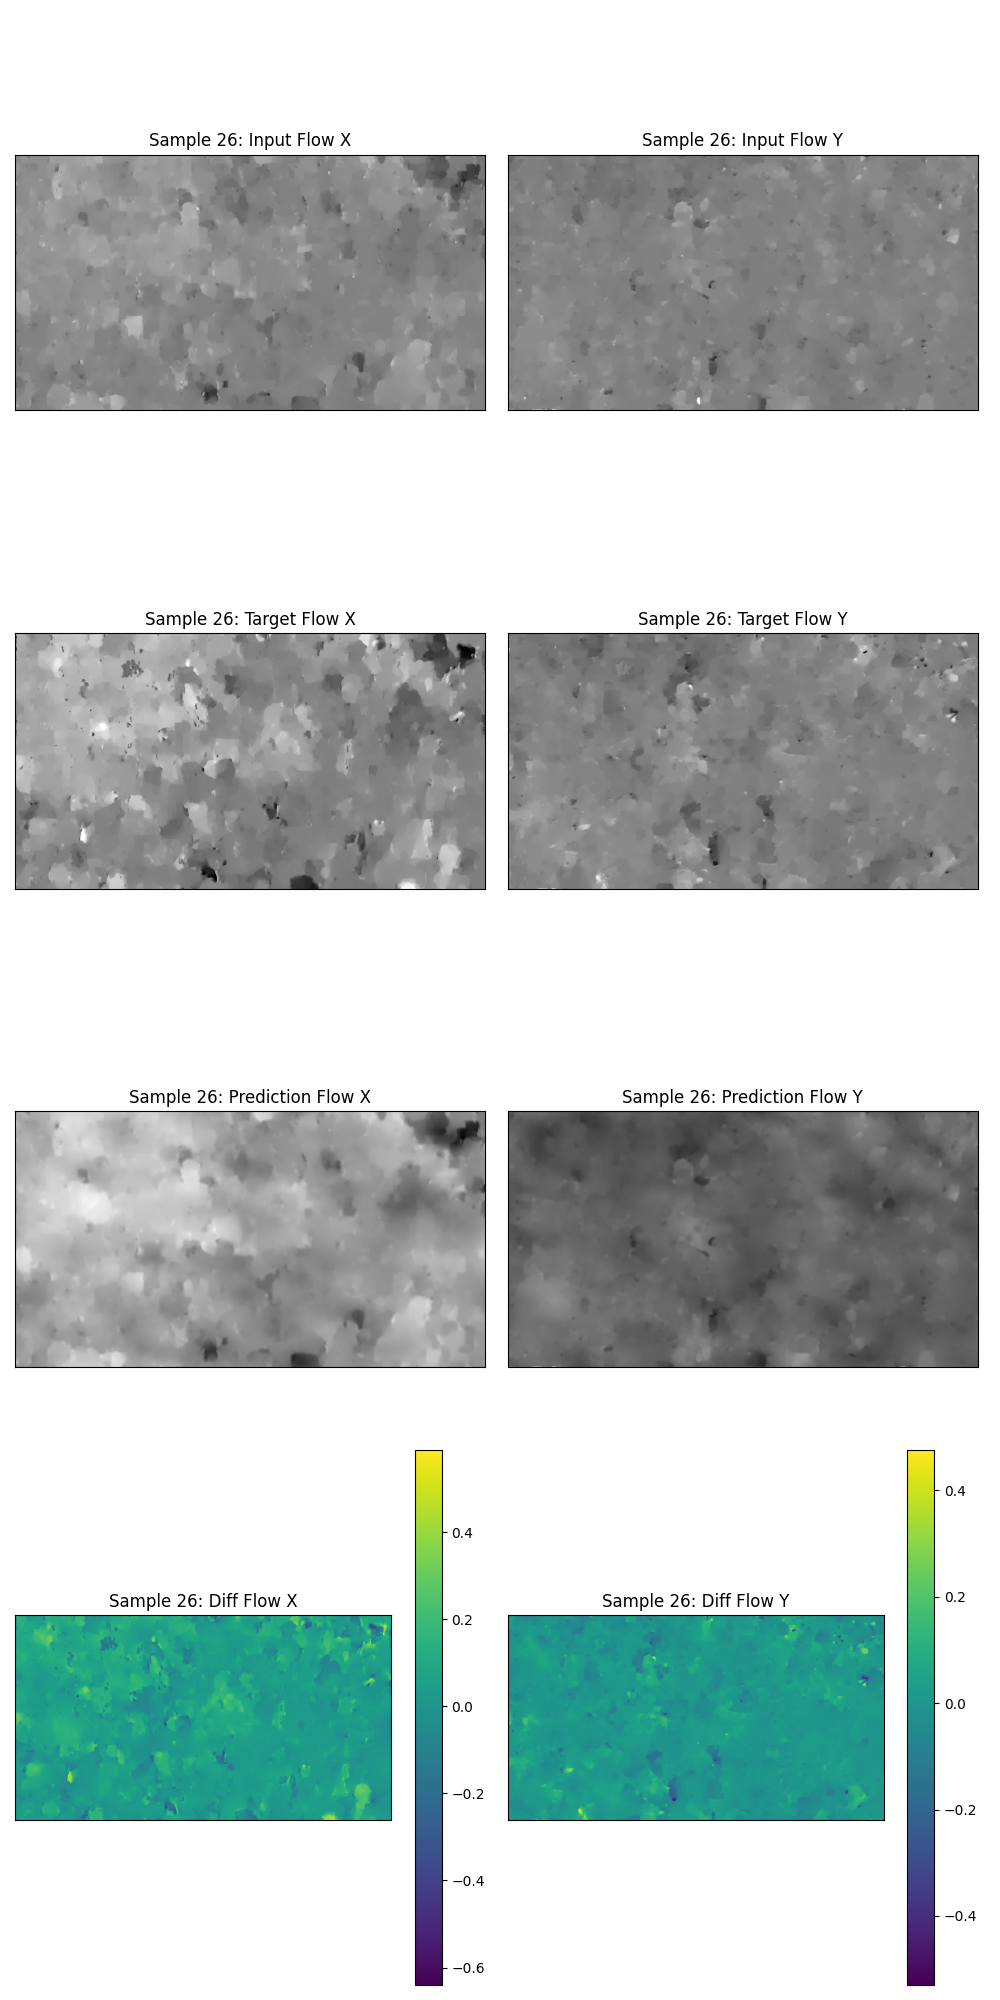 Sample 26: Input Flow X
Sample 26: Input Flow Y
Sample 26: Target Flow X
Sample 26: Target Flow Y
Sample 26: Prediction Flow X
Sample 26: Prediction Flow Y
Sample 26: Diff Flow X
0.4
0.2
0.0
−0.2
−0.4
−0.6
Sample 26: Diff Flow Y
0.4
0.2
0.0
−0.2
−0.4